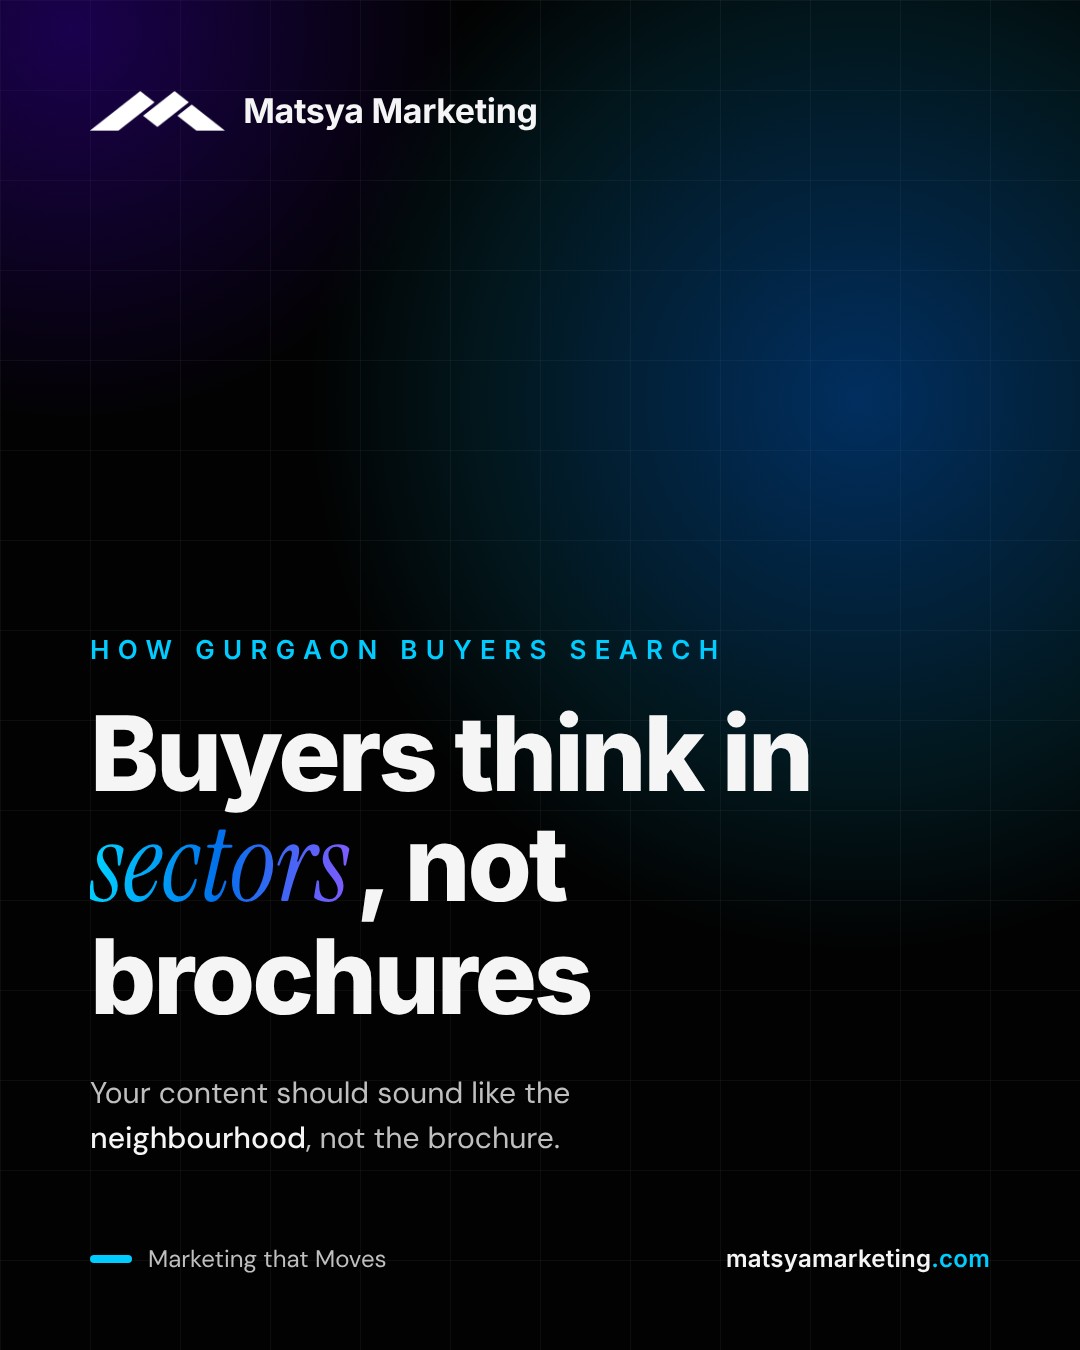 Matsya Marketing
HOW GURGAON BUYERS SEARCH
Buyers think in
sectors, not
brochures
Your content should sound like the
neighbourhood, not the brochure.
Marketing that Moves
matsyamarketing.com